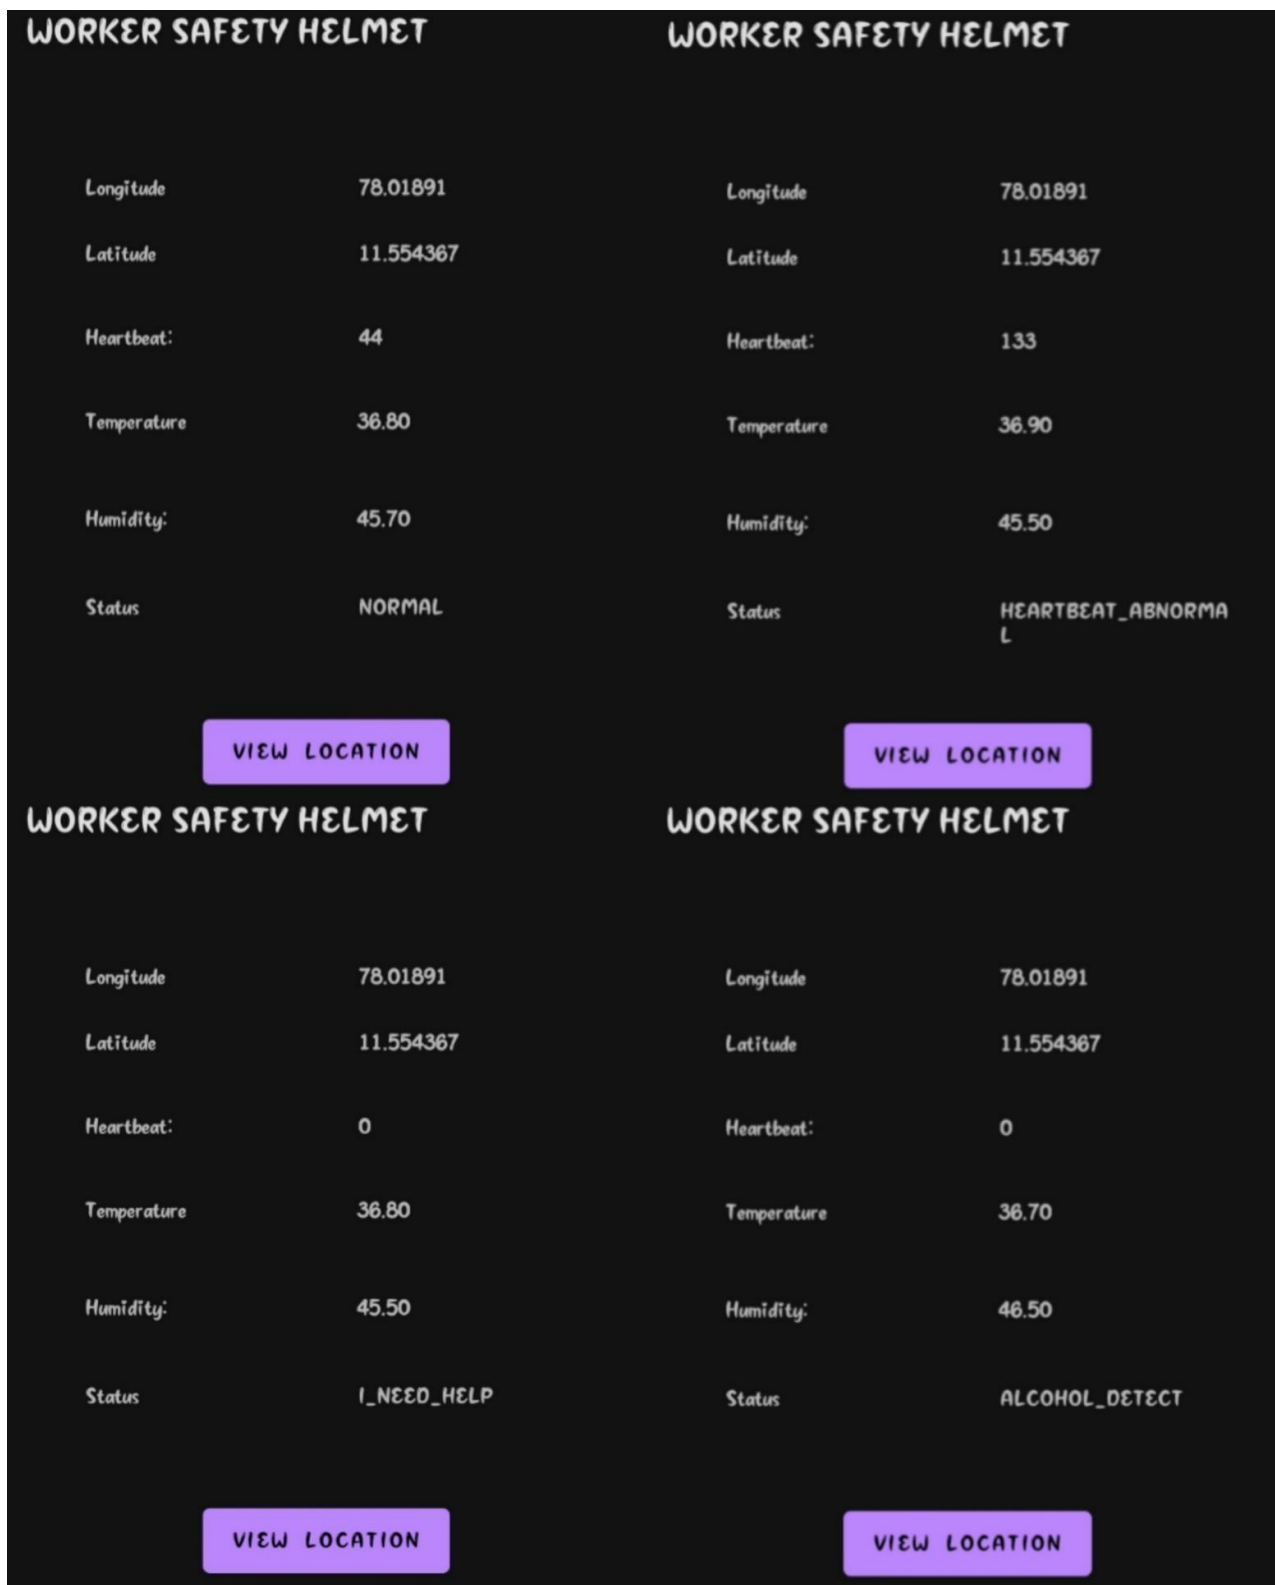 WORKER SAFETY HELMET
Longitude 78.01891
Latitude 11.554367
Heartbeat: 44
Temperature 36.80
Humidity: 45.70
Status NORMAL
VIEW LOCATION
WORKER SAFETY HELMET
Longitude 78.01891
Latitude 11.554367
Heartbeat: 133
Temperature 36.90
Humidity: 45.50
Status HEARTBEAT_ABNORMA
L
VIEW LOCATION
WORKER SAFETY HELMET
Longitude 78.01891
Latitude 11.554367
Heartbeat: 0
Temperature 36.80
Humidity: 45.50
Status I_NEED_HELP
VIEW LOCATION
WORKER SAFETY HELMET
Longitude 78.01891
Latitude 11.554367
Heartbeat: 0
Temperature 36.70
Humidity: 46.50
Status ALCOHOL_DETECT
VIEW LOCATION